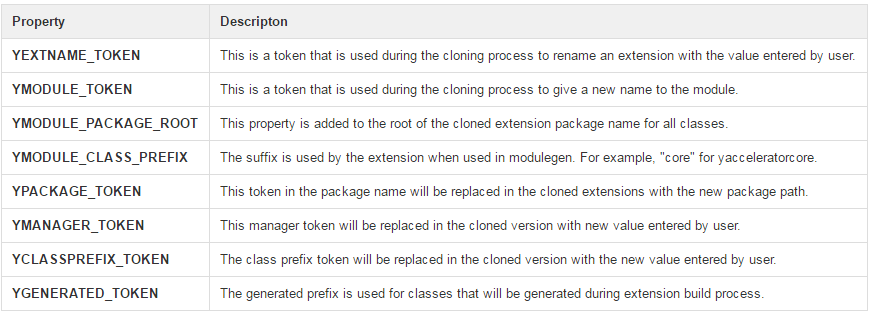 Property Descripton
YEXTNAME_TOKEN This is a token that is used during the cloning process to rename an extension with the value entered by user.
YMODULE_TOKEN This is a token that is used during the cloning process to give a new name to the module.
YMODULE_PACKAGE_ROOT This property is added to the root of the cloned extension package name for all classes.
YMODULE_CLASS_PREFIX The suffix is used by the extension when used in modulegen. For example, "core" for yacceleratorcore.
YPACKAGE_TOKEN This token in the package name will be replaced in the cloned extensions with the new package path.
YMANAGER_TOKEN This manager token will be replaced in the cloned version with new value entered by user.
YCLASSPREFIX_TOKEN The class prefix token will be replaced in the cloned version with the new value entered by user.
YGENERATED_TOKEN The generated prefix is used for classes that will be generated during extension build process.